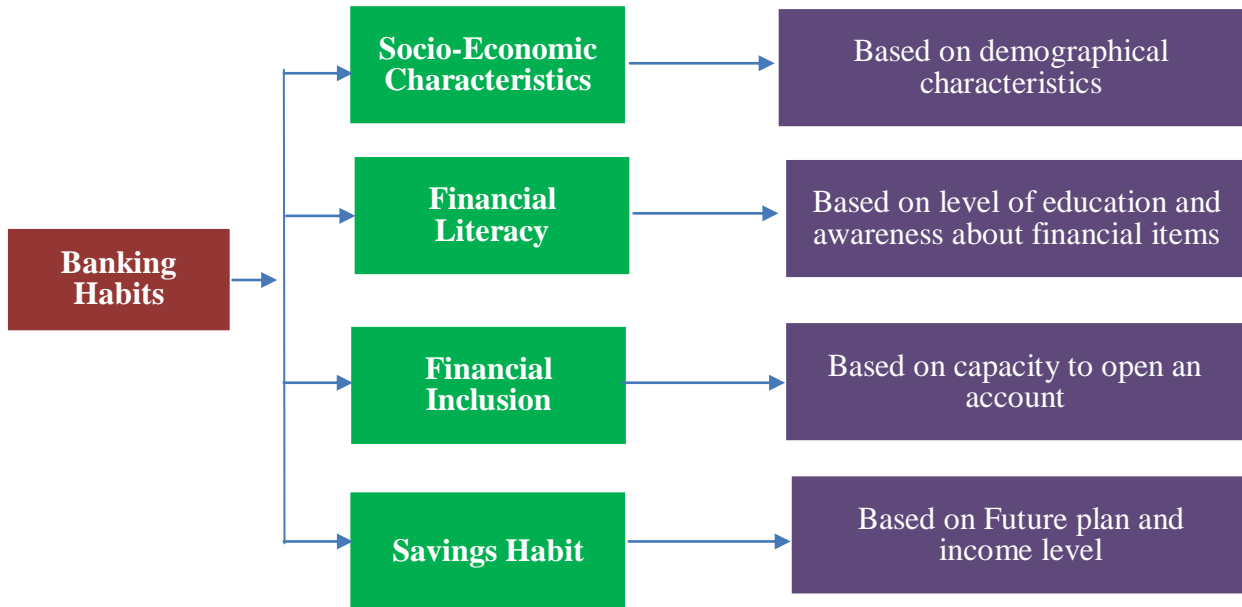 Banking
Habits
Socio-Economic
Characteristics
Based on demographical
characteristics
Financial
Literacy
Based on level of education and
awareness about financial items
Financial
Inclusion
Based on capacity to open an
account
Savings Habit
Based on Future plan and
income level